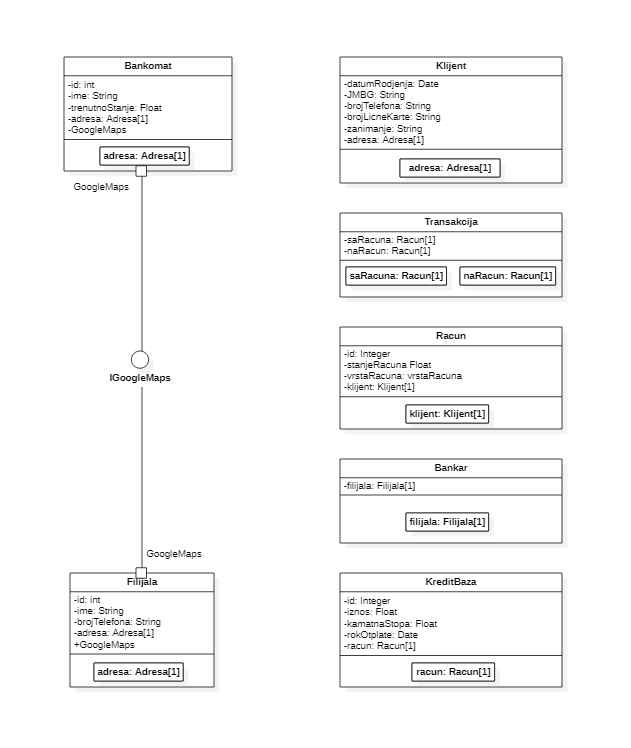 Bankomat
-id: int
-ime: String
-trenutnoStanje: Float
-adresa: Adresa[1]
-GoogleMaps
adresa: Adresa[1]
GoogleMaps
IGoogleMaps
GoogleMaps
Filijala
-id: int
-ime: String
-brojTelefona: String
-adresa: Adresa[1]
+GoogleMaps
adresa: Adresa[1]
Klijent
-datumRodjenja: Date
-JMBG: String
-brojTelefona: String
-brojLicneKarte: String
-zanimanje: String
-adresa: Adresa[1]
adresa: Adresa[1]
Transakcija
-saRacuna: Racun[1]
-naRacun: Racun[1]
saRacuna: Racun[1] naRacun: Racun[1]
Racun
-id: Integer
-stanjeRacuna Float
-vrstaRacuna: vrstaRacuna
-klijent: Klijent[1]
klijent: Klijent[1]
Bankar
-filijala: Filijala[1]
filijala: Filijala[1]
KreditBaza
-id: Integer
-iznos: Float
-kamatnaStopa: Float
-rokOtplate: Date
-racun: Racun[1]
racun: Racun[1]